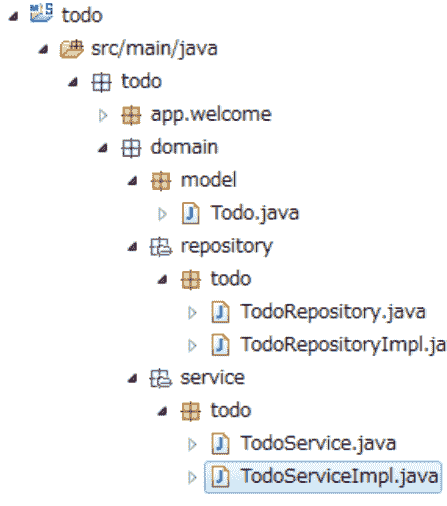 todo
src/main/java
todo
app.welcome
domain
model
Todo.java
repository
todo
TodoRepository.java
TodoRepositoryImpl.ja
service
todo
TodoService.java
TodoServiceImpl.java